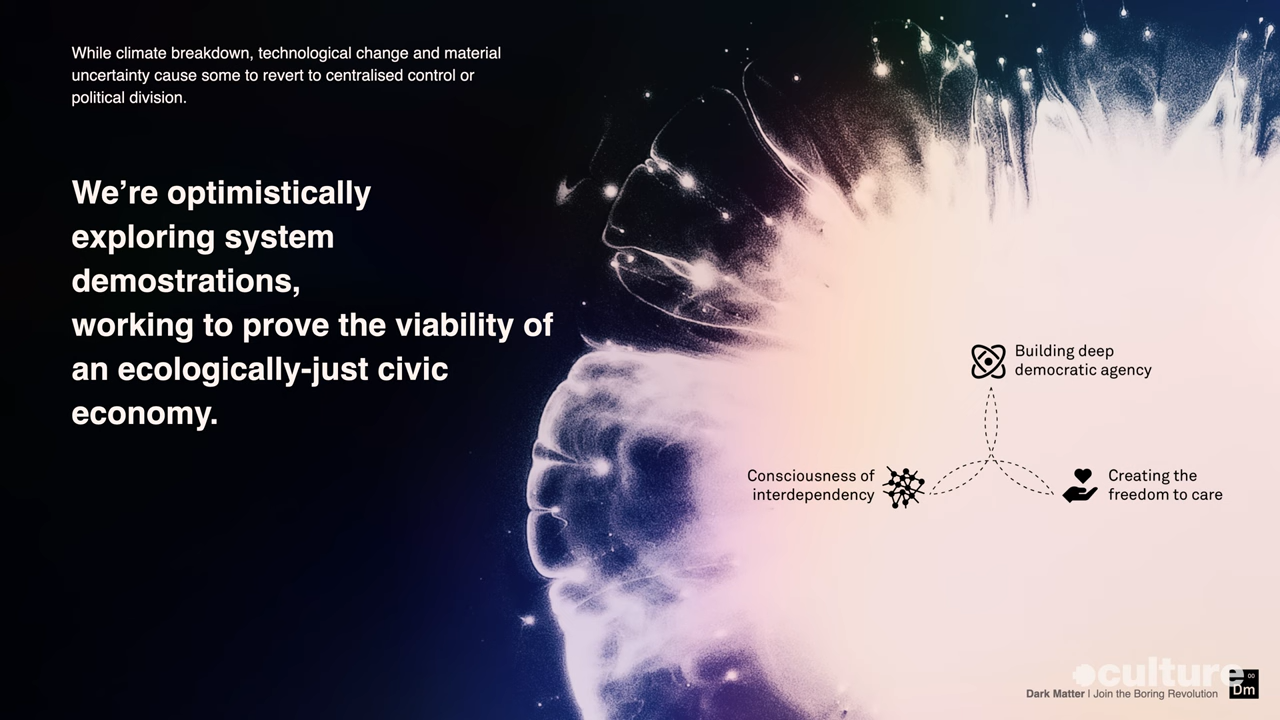 While climate breakdown, technological change and material
uncertainty cause some to revert to centralised control or
political division.
We’re optimistically
exploring system
demostrations,
working to prove the viability of
an ecologically-just civic
economy.
Building deep
democratic agency
Consciousness of
interdependency
Creating the
freedom to care
culture
Dark Matter | Join the Boring Revolution
00
Dm